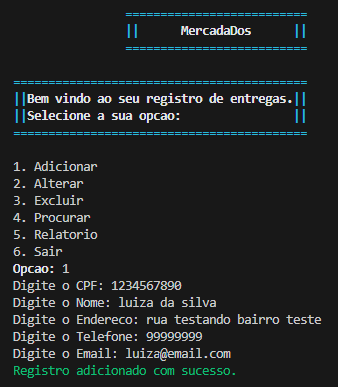 ==========================
||      MercadaDos      ||
==========================
==========================================
||Bem vindo ao seu registro de entregas.||
||Selecione a sua opcao:                ||
==========================================
1. Adicionar
2. Alterar
3. Excluir
4. Procurar
5. Relatorio
6. Sair
Opcao: 1
Digite o CPF: 1234567890
Digite o Nome: luiza da silva
Digite o Endereco: rua testando bairro teste
Digite o Telefone: 99999999
Digite o Email: luiza@email.com
Registro adicionado com sucesso.